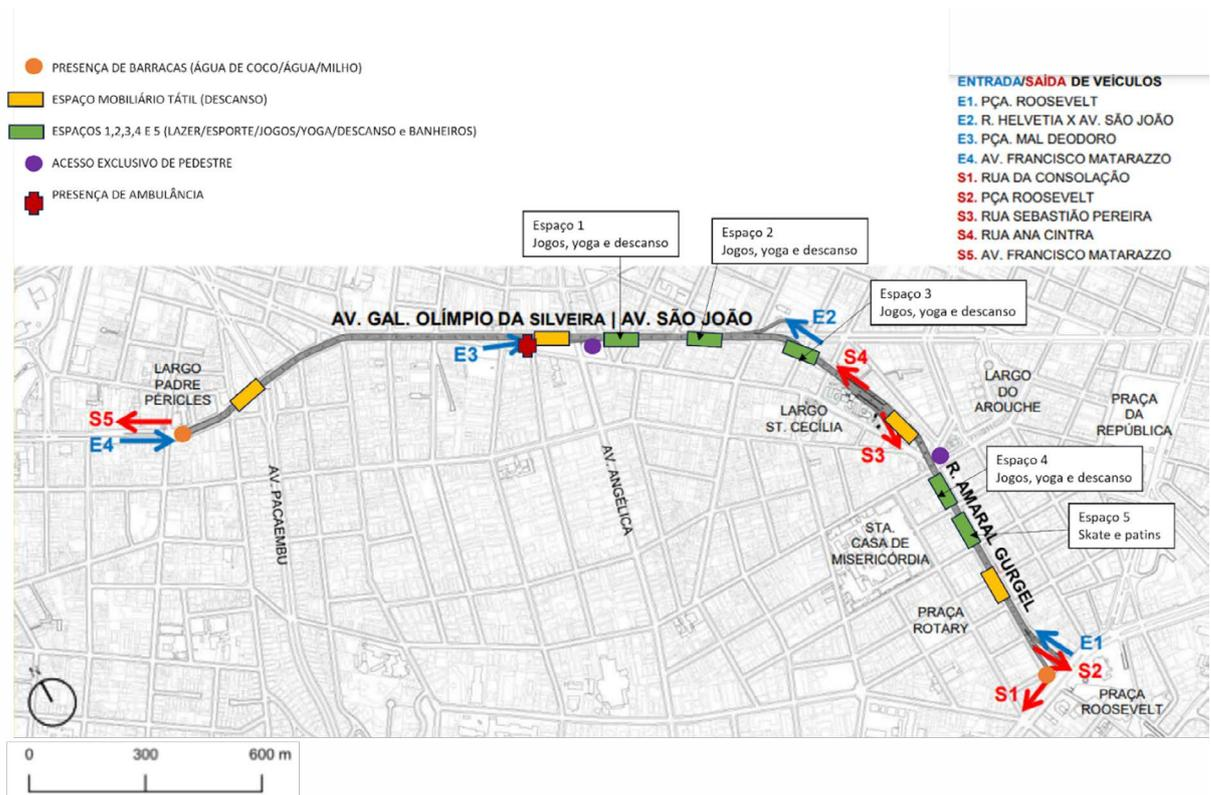 PRESENÇA DE BARRACAS (ÁGUA DE COCO/ÁGUA/MILHO)
ESPAÇO MOBILIÁRIO TÁTIL (DESCANSO)
ESPAÇOS 1,2,3,4 E 5 (LAZER/ESPORTE/JOGOS/YOGA/DESCANSO e BANHEIROS)
ACESSO EXCLUSIVO DE PEDESTRE
PRESENÇA DE AMBULÂNCIA
ENTRADA/SAÍDA DE VEÍCULOS
E1. PÇA. ROOSEVELT
E2. R. HELVETIA X AV. SÃO JOÃO
E3. PÇA. MAL DEODORO
E4. AV. FRANCISCO MATARAZZO
S1. RUA DA CONSOLAÇÃO
S2. PÇA ROOSEVELT
S3. RUA SEBASTIÃO PEREIRA
S4. RUA ANA CINTRA
S5. AV. FRANCISCO MATARAZZO
Espaço 1
Jogos, yoga e descanso
Espaço 2
Jogos, yoga e descanso
Espaço 3
Jogos, yoga e descanso
AV. GAL. OLÍMPIO DA SILVEIRA | AV. SÃO JOÃO
E2
E3
S4
LARGO
PADRE
PÉRICLES
LARGO
DO
AROUCHE
PRAÇA
DA
REPÚBLICA
S5
E4
LARGO
ST. CECÍLIA
S3
AV. PACAEMBU
AV. ANGÉLICA
R. AMARAL GURGEL
Espaço 4
Jogos, yoga e descanso
Espaço 5
Skate e patins
STA.
CASA DE
MISERICÓRDIA
PRAÇA
ROTARY
E1
S2
S1
PRAÇA
ROOSEVELT
N
0 300 600 m